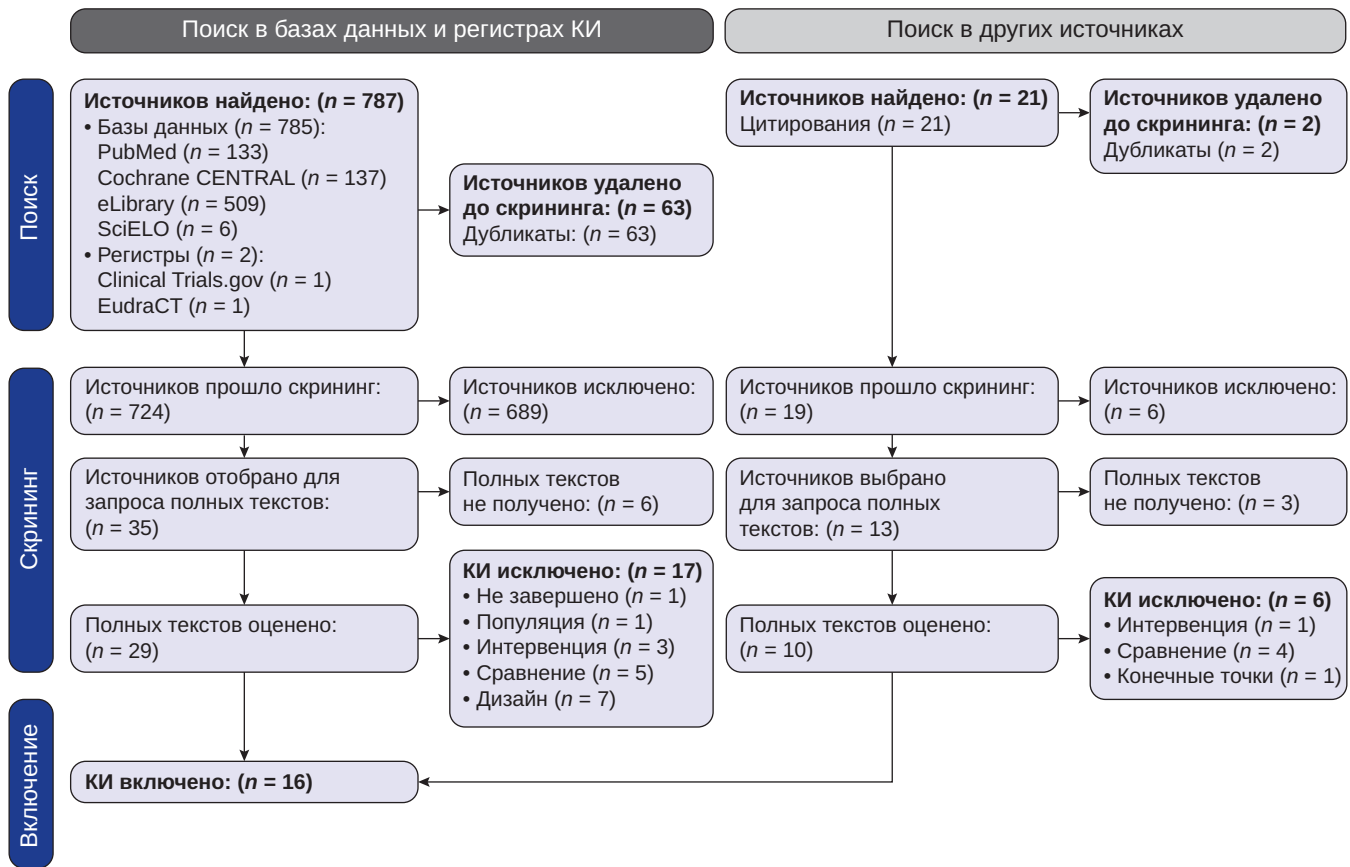 Поиск в базах данных и регистрах КИ
Поиск в других источниках
Поиск
Источников найдено: (n = 787)
• Базы данных (n = 785):
PubMed (n = 133)
Cochrane CENTRAL (n = 137)
eLibrary (n = 509)
SciELO (n = 6)
• Регистры (n = 2):
Clinical Trials.gov (n = 1)
EudraCT (n = 1)
Источников удалено
до скрининга: (n = 63)
Дубликаты: (n = 63)
Источников найдено: (n = 21)
Цитирования (n = 21)
Источников удалено
до скрининга: (n = 2)
Дубликаты (n = 2)
Скрининг
Источников прошло скрининг:
(n = 724)
Источников исключено:
(n = 689)
Источников прошло скрининг:
(n = 19)
Источников исключено:
(n = 6)
Источников отобрано для
запроса полных текстов:
(n = 35)
Полных текстов
не получено: (n = 6)
Источников выбрано
для запроса полных
текстов: (n = 13)
Полных текстов
не получено: (n = 3)
Полных текстов оценено:
(n = 29)
КИ исключено: (n = 17)
• Не завершено (n = 1)
• Популяция (n = 1)
• Интервенция (n = 3)
• Сравнение (n = 5)
• Дизайн (n = 7)
Полных текстов оценено:
(n = 10)
КИ исключено: (n = 6)
• Интервенция (n = 1)
• Сравнение (n = 4)
• Конечные точки (n = 1)
Включение
КИ включено: (n = 16)